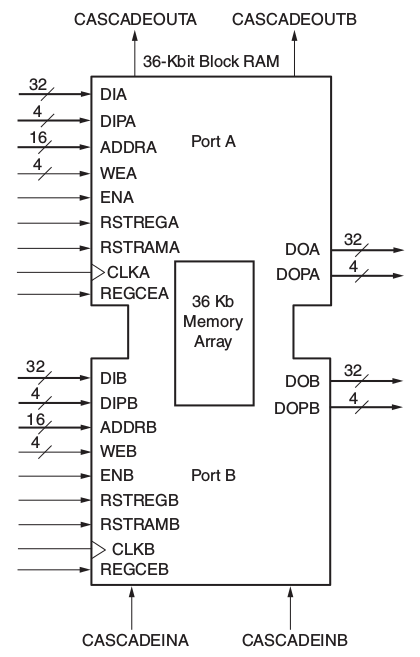 CASCADEOUTA CASCADEOUTB
36-Kbit Block RAM
32 DIA
4 DIPA
16 ADDRA
Port A
4 WEA
ENA
RSTREGA
RSTRAMA
DOA 32
CLKA
DOPA 4
REGCEA
36 Kb
Memory
Array
32 DIB
DOB 32
4 DIPB
DOPB 4
16 ADDRB
4 WEB
ENB
Port B
RSTREGB
RSTRAMB
CLKB
REGCEB
CASCADEINA CASCADEINB